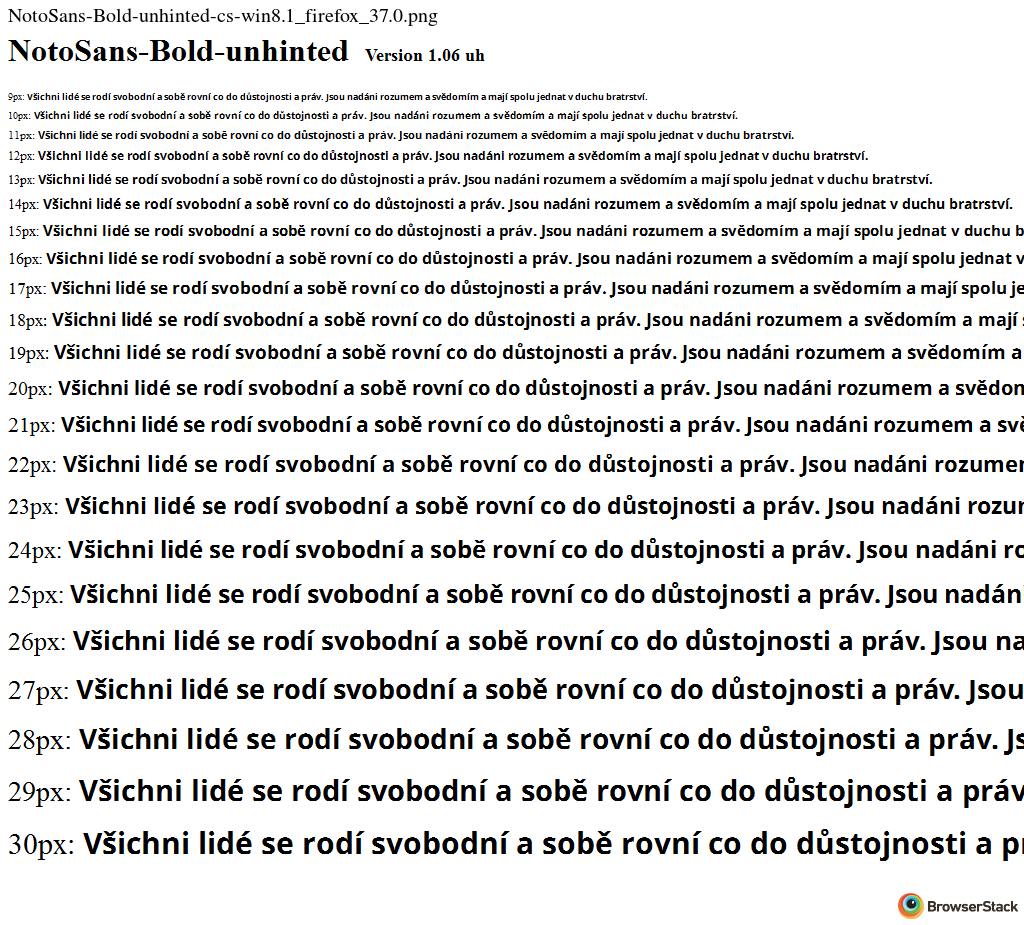 NotoSans-Bold-unhinted-cs-win8.1_firefox_37.0.png
NotoSans-Bold-unhinted Version 1.06 uh
9px: Všichni lidé se rodí svobodní a sobě rovní co do důstojnosti a práv. Jsou nadáni rozumem a svědomím a mají spolu jednat v duchu bratrství.
10px: Všichni lidé se rodí svobodní a sobě rovní co do důstojnosti a práv. Jsou nadáni rozumem a svědomím a mají spolu jednat v duchu bratrství.
11px: Všichni lidé se rodí svobodní a sobě rovní co do důstojnosti a práv. Jsou nadáni rozumem a svědomím a mají spolu jednat v duchu bratrství.
12px: Všichni lidé se rodí svobodní a sobě rovní co do důstojnosti a práv. Jsou nadáni rozumem a svědomím a mají spolu jednat v duchu bratrství.
13px: Všichni lidé se rodí svobodní a sobě rovní co do důstojnosti a práv. Jsou nadáni rozumem a svědomím a mají spolu jednat v duchu bratrství.
14px: Všichni lidé se rodí svobodní a sobě rovní co do důstojnosti a práv. Jsou nadáni rozumem a svědomím a mají spolu jednat v duchu bratrství.
15px: Všichni lidé se rodí svobodní a sobě rovní co do důstojnosti a práv. Jsou nadáni rozumem a svědomím a mají spolu jednat v duchu b
16px: Všichni lidé se rodí svobodní a sobě rovní co do důstojnosti a práv. Jsou nadáni rozumem a svědomím a mají spolu jednat v
17px: Všichni lidé se rodí svobodní a sobě rovní co do důstojnosti a práv. Jsou nadáni rozumem a svědomím a mají spolu je
18px: Všichni lidé se rodí svobodní a sobě rovní co do důstojnosti a práv. Jsou nadáni rozumem a svědomím a mají s
19px: Všichni lidé se rodí svobodní a sobě rovní co do důstojnosti a práv. Jsou nadáni rozumem a svědomím a
20px: Všichni lidé se rodí svobodní a sobě rovní co do důstojnosti a práv. Jsou nadáni rozumem a svědom
21px: Všichni lidé se rodí svobodní a sobě rovní co do důstojnosti a práv. Jsou nadáni rozumem a svě
22px: Všichni lidé se rodí svobodní a sobě rovní co do důstojnosti a práv. Jsou nadáni rozumem
23px: Všichni lidé se rodí svobodní a sobě rovní co do důstojnosti a práv. Jsou nadáni rozum
24px: Všichni lidé se rodí svobodní a sobě rovní co do důstojnosti a práv. Jsou nadáni ro
25px: Všichni lidé se rodí svobodní a sobě rovní co do důstojnosti a práv. Jsou nadán
26px: Všichni lidé se rodí svobodní a sobě rovní co do důstojnosti a práv. Jsou na
27px: Všichni lidé se rodí svobodní a sobě rovní co do důstojnosti a práv. Jsou
28px: Všichni lidé se rodí svobodní a sobě rovní co do důstojnosti a práv. Js
29px: Všichni lidé se rodí svobodní a sobě rovní co do důstojnosti a práv
30px: Všichni lidé se rodí svobodní a sobě rovní co do důstojnosti a p
BrowserStack